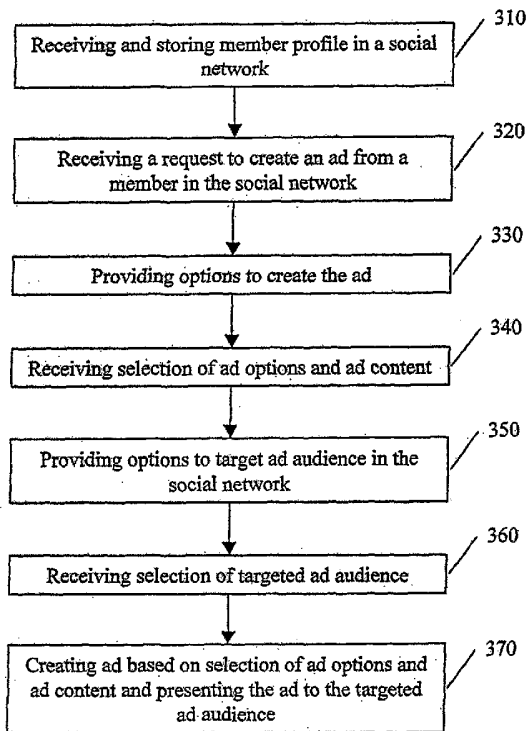 310
Receiving and storing member profile in a social
network
320
Receiving a request to create an ad from a
member in the social network
330
Providing options to create the ad
340
Receiving selection of ad options and ad content
350
Providing options to target ad audience in the
social network
360
Receiving selection of targeted ad audience
370
Creating ad based on selection of ad options and
ad content and presenting the ad to the targeted
ad audience